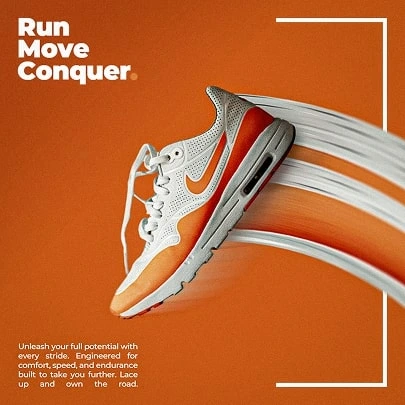 Run
Move
Conquer.
Unleash your full potential with
every stride. Engineered for
comfort, speed, and endurance
built to take you further. Lace
up and own the road.